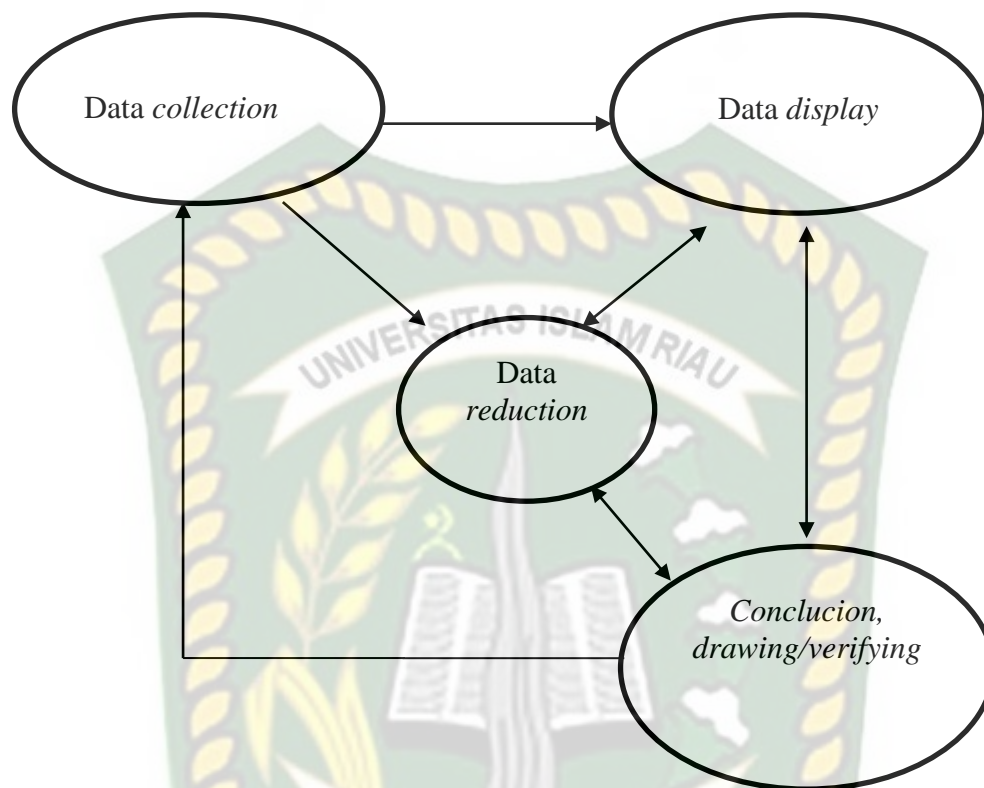 Data collection
Data display
UNIVERSITAS ISLAM RIAU
Data
reduction
Conclucion,
drawing/verifying